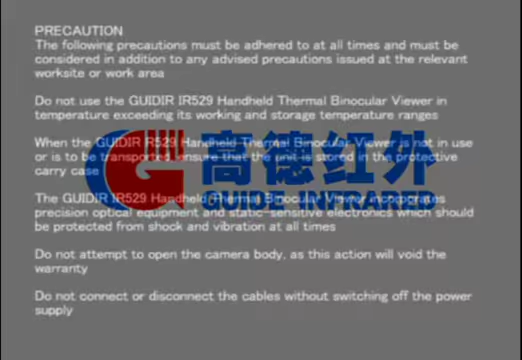 PRECAUTION
The following precautions must be adhered to at all times and must be
considered in addition to any advised precautions issued at the relevant
worksite or work area
Do not use the GUIDIR IR529 Handheld Thermal Binocular Viewer in
temperature exceeding its working and storage temperature ranges
When the GUIDIR R529 Handheld Thermal Binocular Viewer is not in use
or is to be transported, ensure that the unit is stored in the protective
carry case
高德红外
GUIDE INFRARED
The GUIDIR IR529 Handheld Thermal Binocular Viewer incorporates
precision optical equipment and static-sensitive electronics which should
be protected from shock and vibration at all times
Do not attempt to open the camera body, as this action will void the
warranty
Do not connect or disconnect the cables without switching off the power
supply